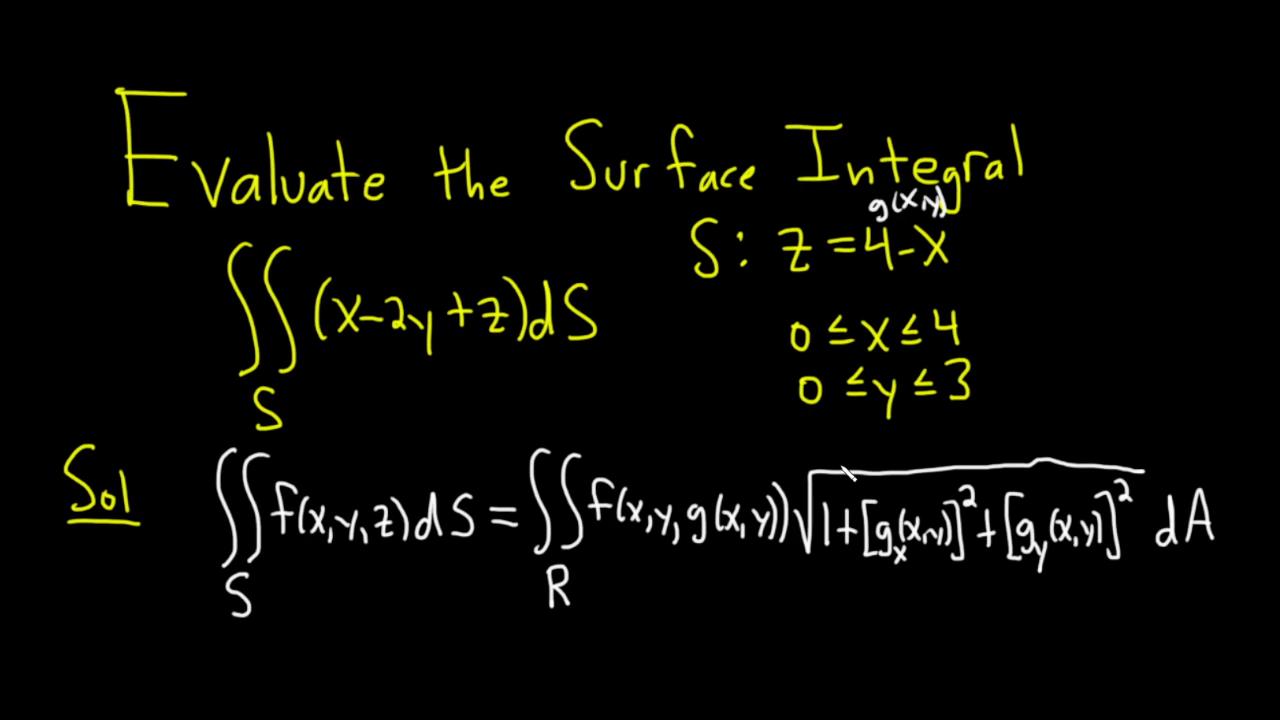 Evaluate the Surface Integral
g(x,y)
S: z = 4-x
∬_S (x-2y+z)dS
0 ≤ x ≤ 4
0 ≤ y ≤ 3
Sol ∬_S f(x,y,z)dS = ∬_R f(x,y,g(x,y))√(1+[g_x(x,y)]²+[g_y(x,y)]²) dA